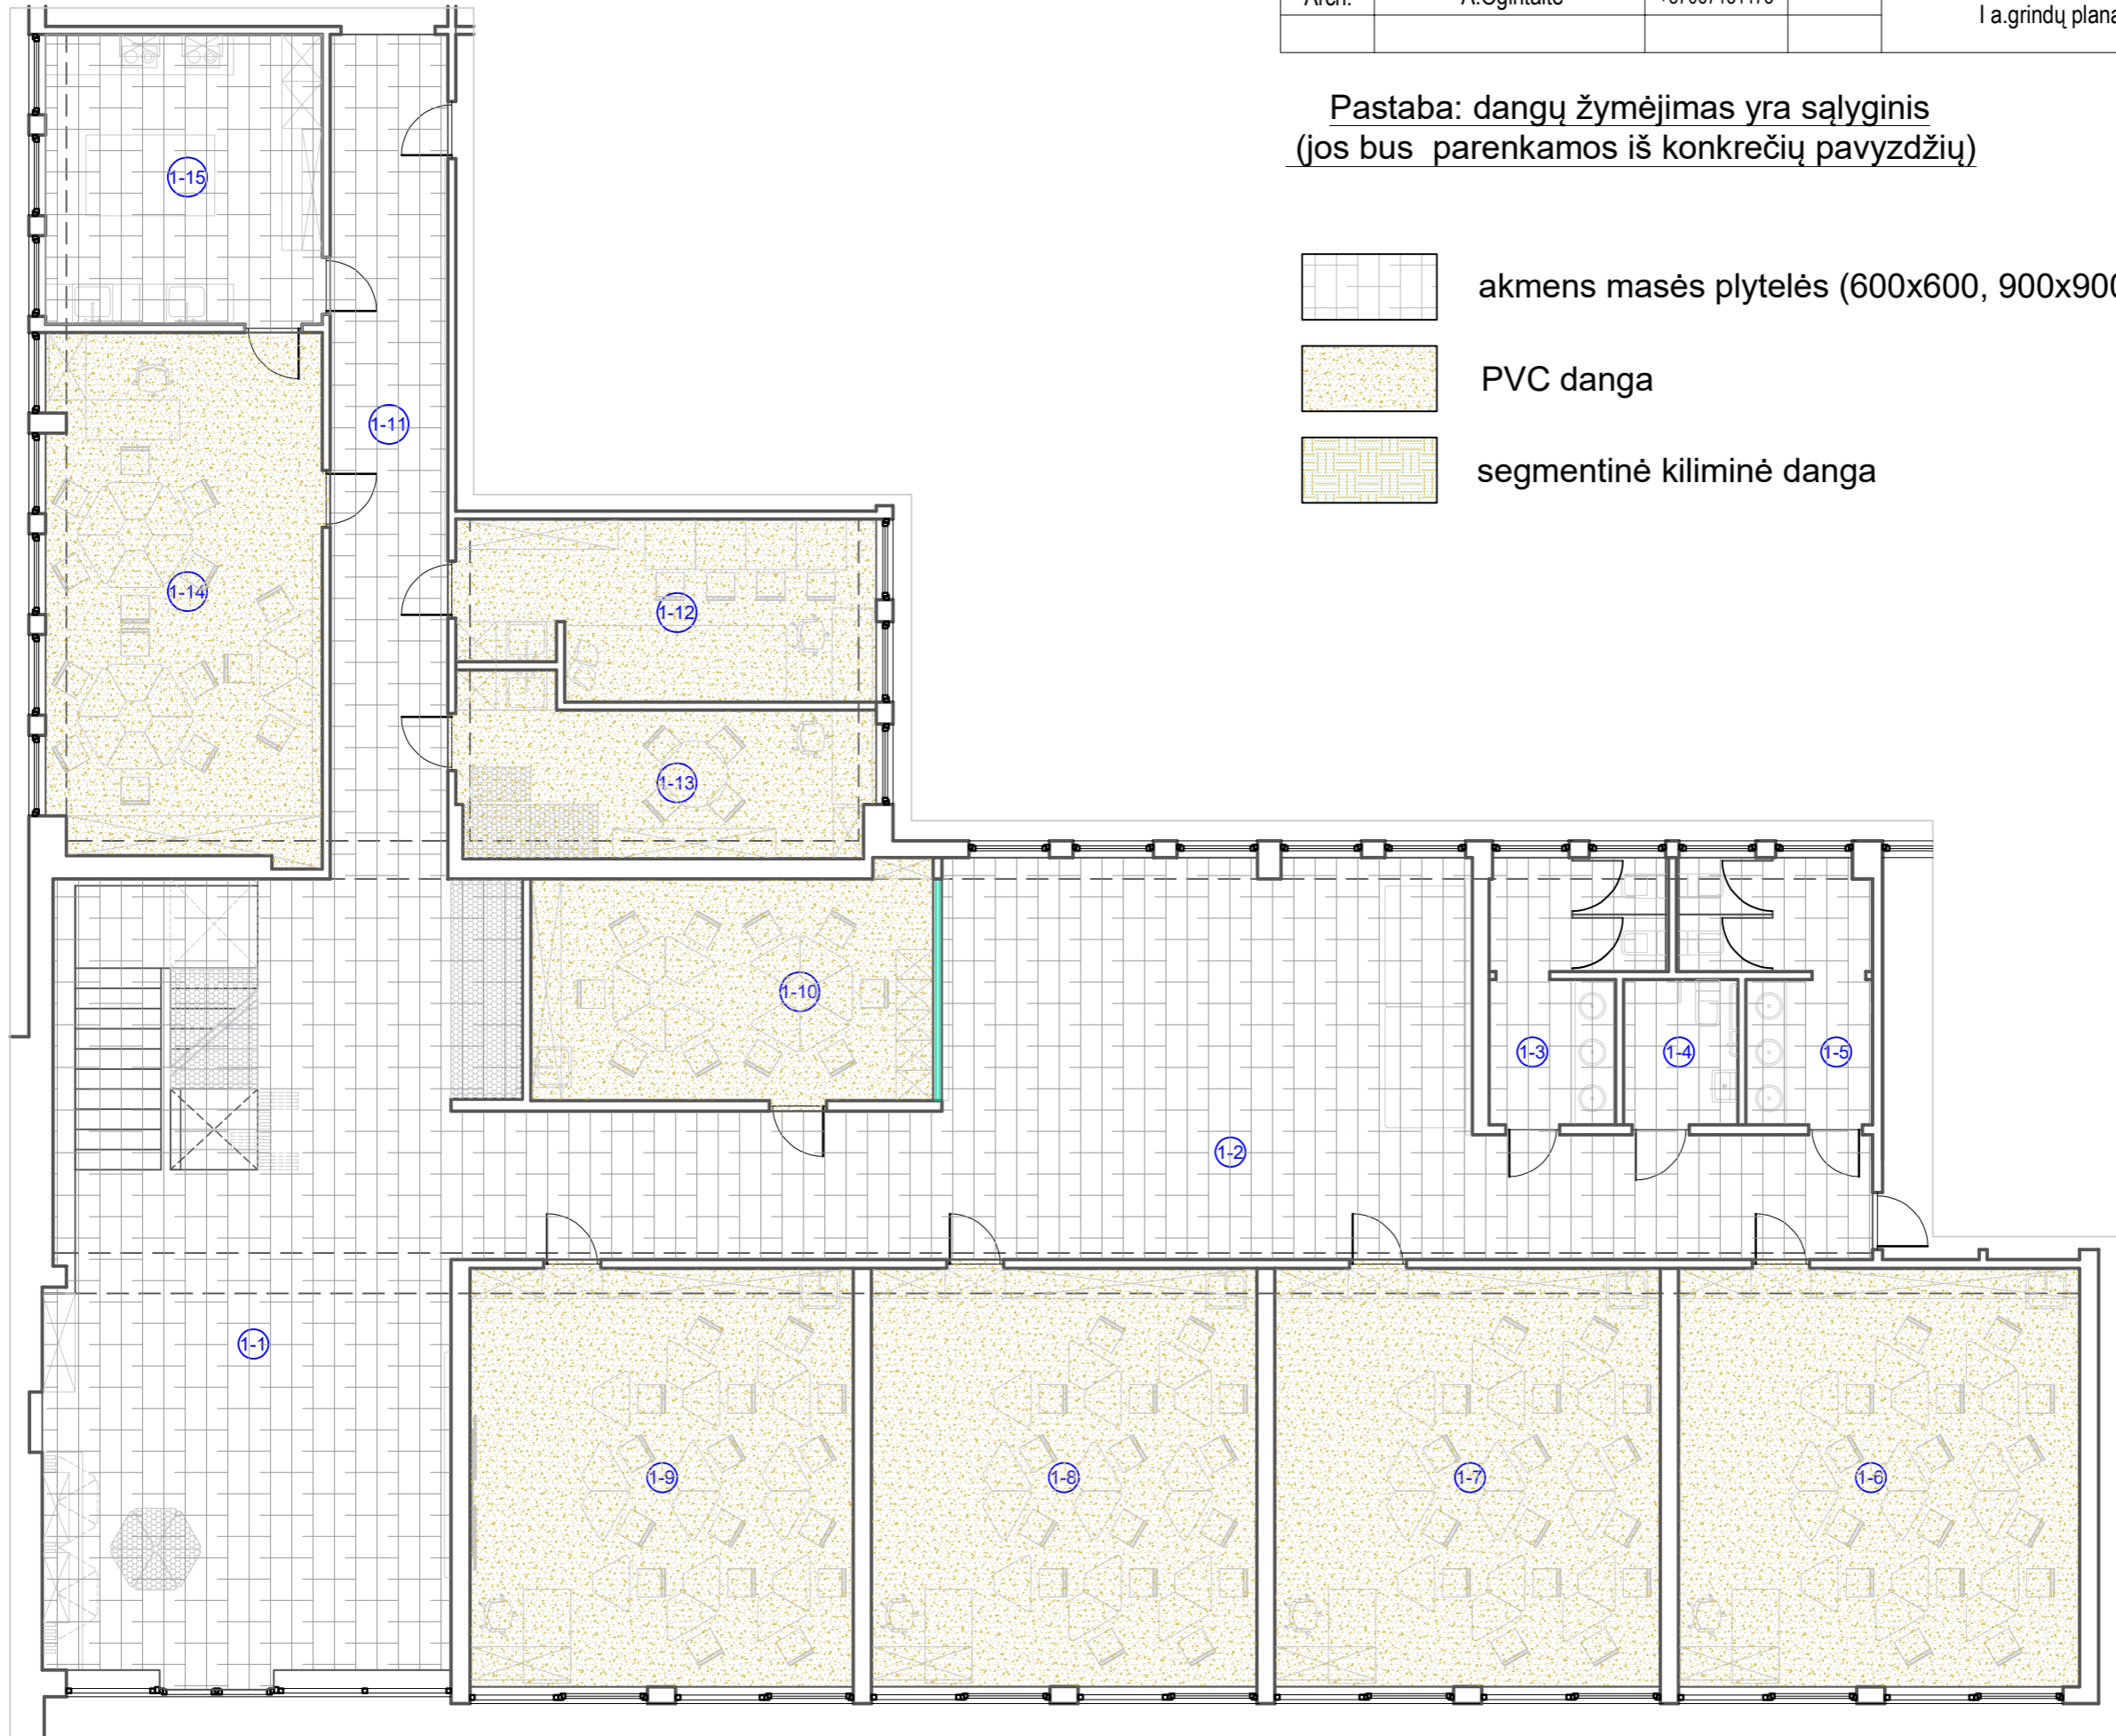 I a.grindų plana
Pastaba: dangų žymėjimas yra sąlyginis
(jos bus parenkamos iš konkrečių pavyzdžių)
akmens masės plytelės (600x600, 900x900
PVC danga
segmentinė kiliminė danga
1-15
1-11
1-14
1-12
1-13
1-10
1-3
1-4
1-5
1-2
1-1
1-9
1-8
1-7
1-6